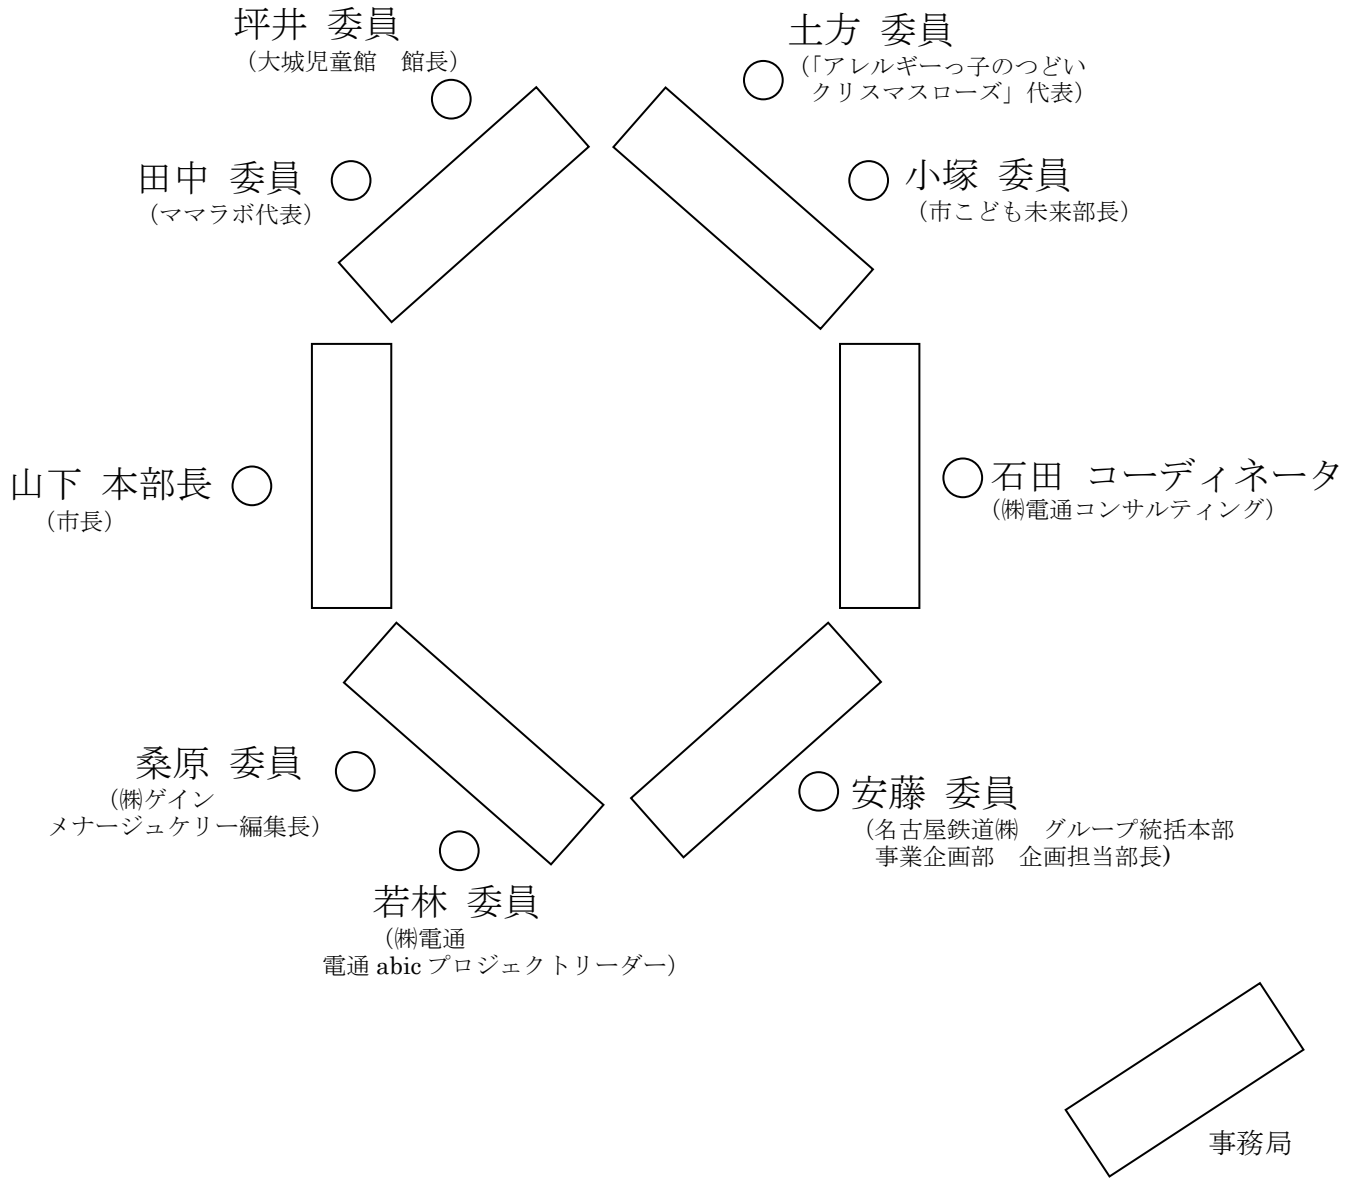 坪井 委員
（大城児童館　館長）
土方 委員
（「アレルギーっ子のつどい
クリスマスローズ」代表）
田中 委員
（ママラボ代表）
小塚 委員
（市こども未来部長）
山下 本部長
（市長）
石田 コーディネータ
（㈱電通コンサルティング）
桑原 委員
（㈱ゲイン
メナージュケリー編集長）
安藤 委員
（名古屋鉄道㈱　グループ統括本部
事業企画部　企画担当部長)
若林 委員
（㈱電通
電通 abic プロジェクトリーダー）
事務局